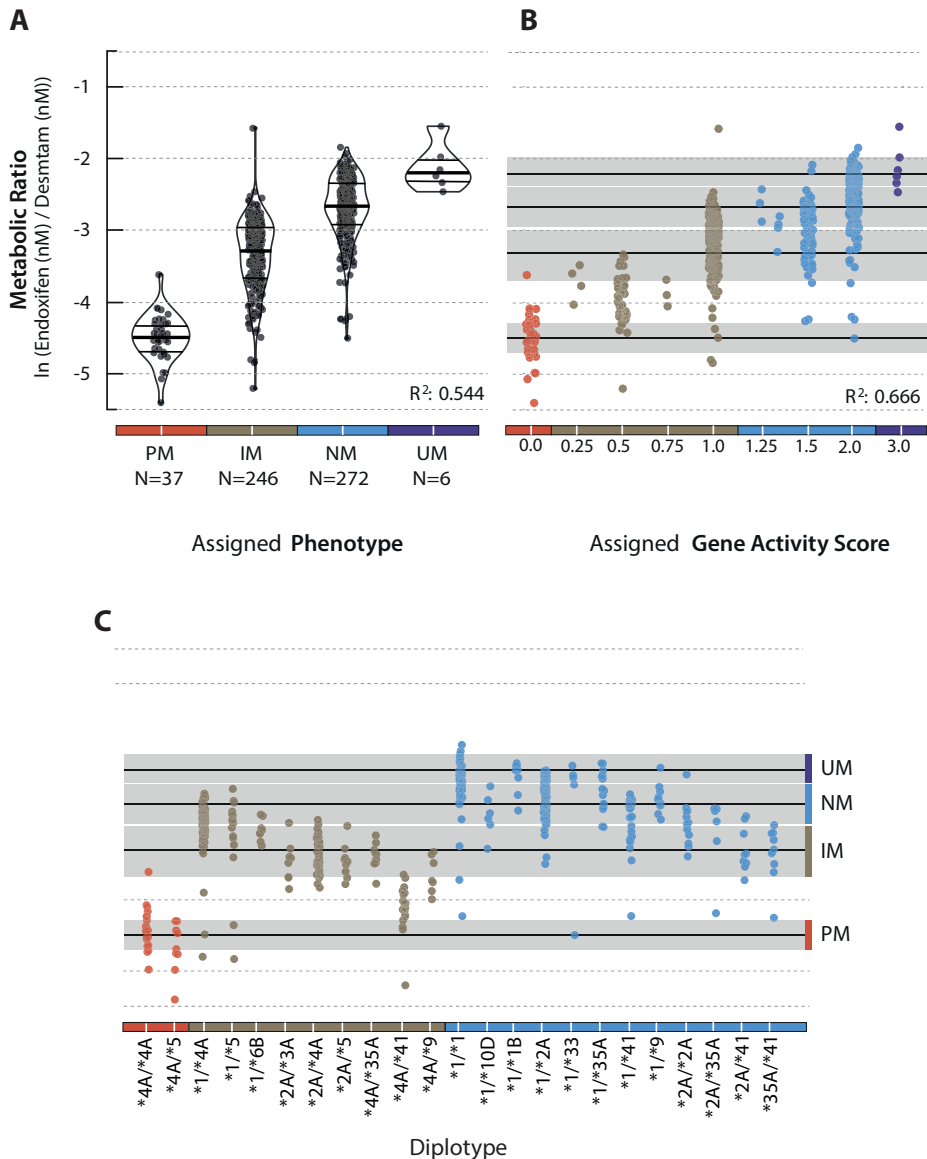 A
B
Metabolic Ratio
ln (Endoxifen (nM) / Desmtam (nM))
-1
-2
-3
-4
-5
R²: 0.544
R²: 0.666
PM IM NM UM
N=37 N=246 N=272 N=6
0.0 0.25 0.5 0.75 1.0 1.25 1.5 2.0 3.0
Assigned Phenotype
Assigned Gene Activity Score
C
UM
NM
IM
PM
*4A/*4A
*4A/*5
*1/*4A
*1/*5
*1/*6B
*2A/*3A
*2A/*4A
*2A/*5
*4A/*35A
*4A/*41
*4A/*9
*1/*1
*1/*10D
*1/*1B
*1/*2A
*1/*33
*1/*35A
*1/*41
*1/*9
*2A/*2A
*2A/*35A
*2A/*41
*35A/*41
Diplotype